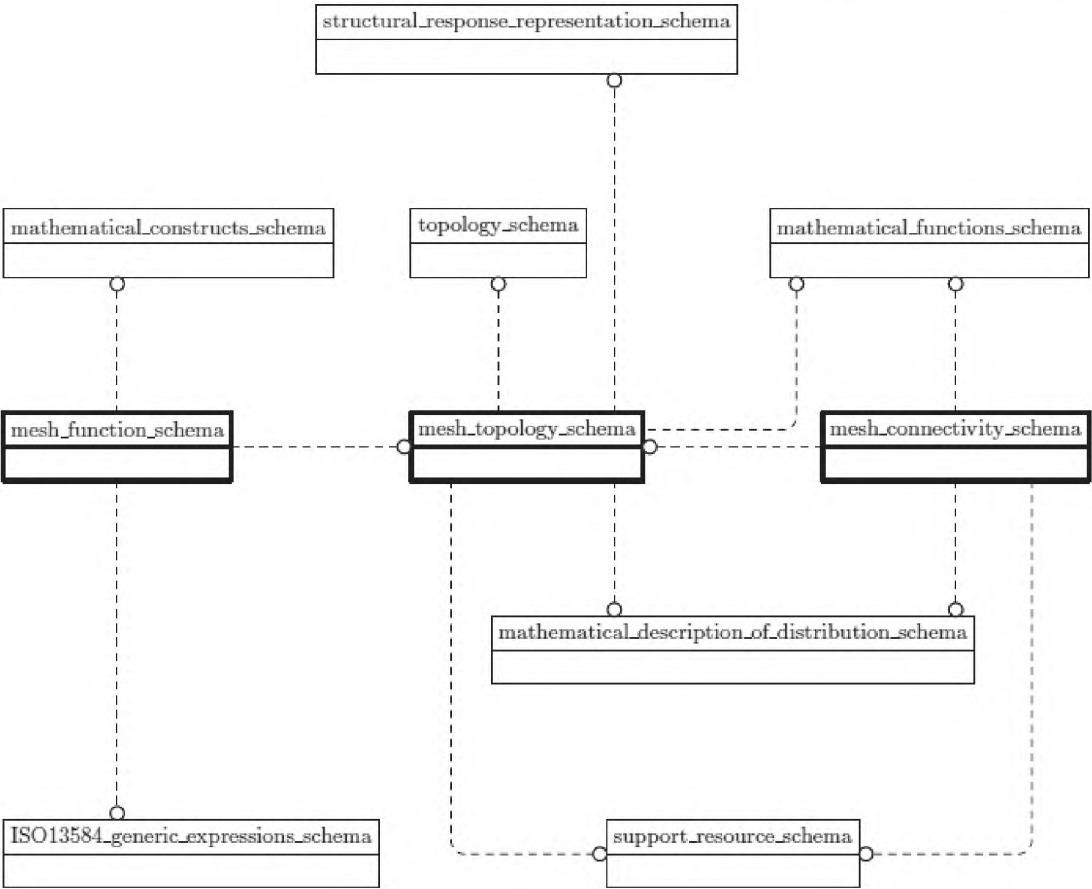 structural_response_representation_schema
mathematical_constructs_schema
topology_schema
mathematical_functions_schema
mesh_function_schema
mesh_topology_schema
mesh_connectivity_schema
mathematical_description_of_distribution_schema
ISO13584_generic_expressions_schema
support_resource_schema